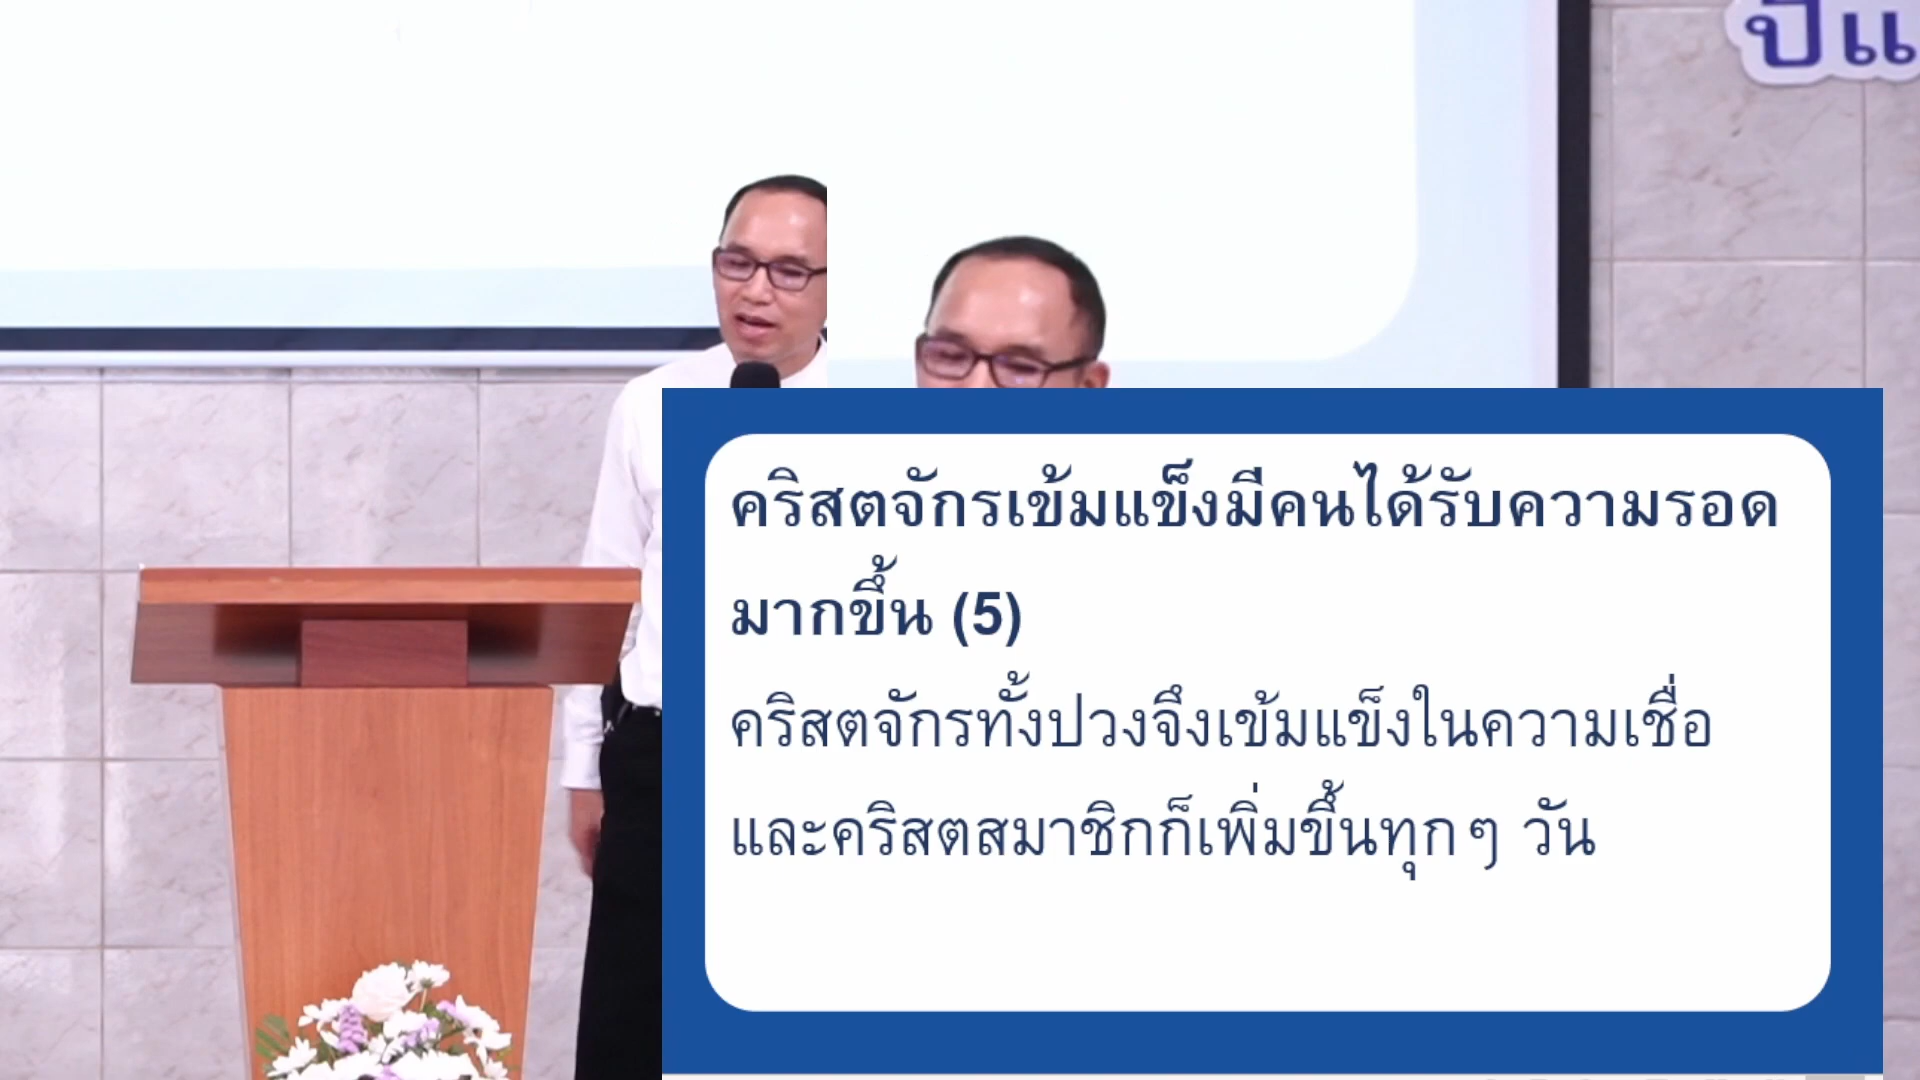 ปีแ
คริสตจักรเข้มแข็งมีคนได้รับความรอด
มากขึ้น (5)
คริสตจักรทั้งปวงจึงเข้มแข็งในความเชื่อ
และคริสตสมาชิกก็เพิ่มขึ้นทุกๆ วัน